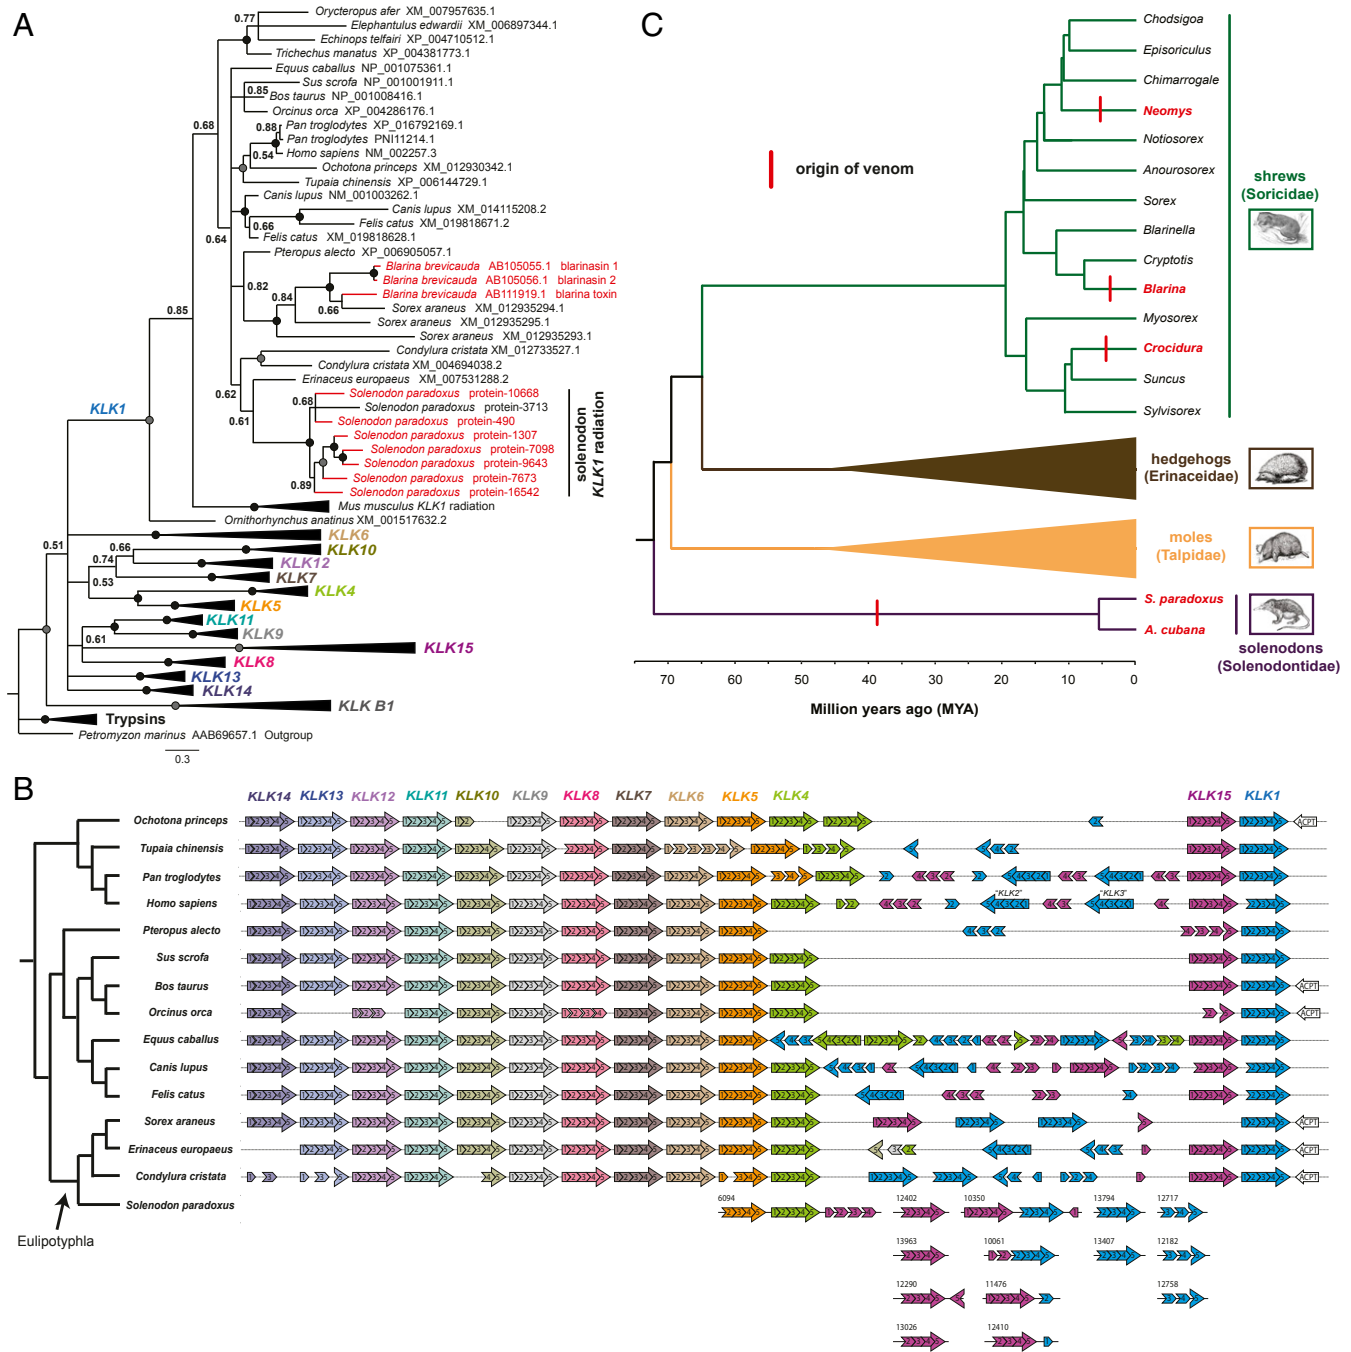 A
0.77
Orycteropus afer XM_007957635.1
Elephantulus edwardii XM_006897344.1
Echinops telfairi XP_004710512.1
Trichechus manatus XP_004381773.1
Equus caballus NP_001075361.1
Sus scrofa NP_001001911.1
0.85
Bos taurus NP_001008416.1
Orcinus orca XP_004286176.1
0.68
0.88
Pan troglodytes XP_016792169.1
Pan troglodytes PNI11214.1
0.54
Homo sapiens NM_002257.3
Ochotona princeps XM_012930342.1
Tupaia chinensis XP_006144729.1
Canis lupus NM_001003262.1
Canis lupus XM_014115208.2
0.66
Felis catus XM_019818671.2
0.64
Felis catus XM_019818628.1
Pteropus alecto XP_006905057.1
Blarina brevicauda AB105055.1 blarinasin 1
0.82
Blarina brevicauda AB105056.1 blarinasin 2
0.84
Blarina brevicauda AB111919.1 blarina toxin
0.66
Sorex araneus XM_012935294.1
0.85
Sorex araneus XM_012935295.1
Sorex araneus XM_012935293.1
Condylura cristata XM_012733527.1
Condylura cristata XM_004694038.2
Erinaceus europaeus XM_007531288.2
0.62
Solenodon paradoxus protein-10668
0.68
Solenodon paradoxus protein-3713
KLK1
0.61
Solenodon paradoxus protein-490
Solenodon paradoxus protein-1307
Solenodon paradoxus protein-7098
Solenodon paradoxus protein-9643
Solenodon paradoxus protein-7673
0.89
Solenodon paradoxus protein-16542
solenodon
KLK1 radiation
Mus musculus KLK1 radiation
Ornithorhynchus anatinus XM_001517632.2
KLK6
0.51
0.66
KLK10
0.74
KLK12
KLK7
0.53
KLK4
KLK5
KLK11
KLK9
0.61
KLK15
KLK8
KLK13
KLK14
KLK B1
Trypsins
Petromyzon marinus AAB69657.1 Outgroup
0.3
C
Chodsigoa
Episoriculus
Chimarrogale
Neomys
Notiosorex
origin of venom
Anourosorex
shrews
(Soricidae)
Sorex
Blarinella
Cryptotis
Blarina
Myosorex
Crocidura
Suncus
Sylvisorex
hedgehogs
(Erinaceidae)
moles
(Talpidae)
S. paradoxus
A. cubana
solenodons
(Solenodontidae)
70 60 50 40 30 20 10 0
Million years ago (MYA)
B
KLK14 KLK13 KLK12 KLK11 KLK10 KLK9 KLK8 KLK7 KLK6 KLK5 KLK4 KLK15 KLK1
Ochotona princeps
ACPT
Tupaia chinensis
Pan troglodytes
"KLK2" "KLK3"
Homo sapiens
Pteropus alecto
Sus scrofa
Bos taurus
ACPT
Orcinus orca
ACPT
Equus caballus
Canis lupus
Felis catus
Sorex araneus
ACPT
Erinaceus europaeus
ACPT
Condylura cristata
ACPT
Solenodon paradoxus
6094 12402 10350 13794 12717
Eulipotyphla
13963 10061 13407 12182
12290 11476 12758
13026 12410